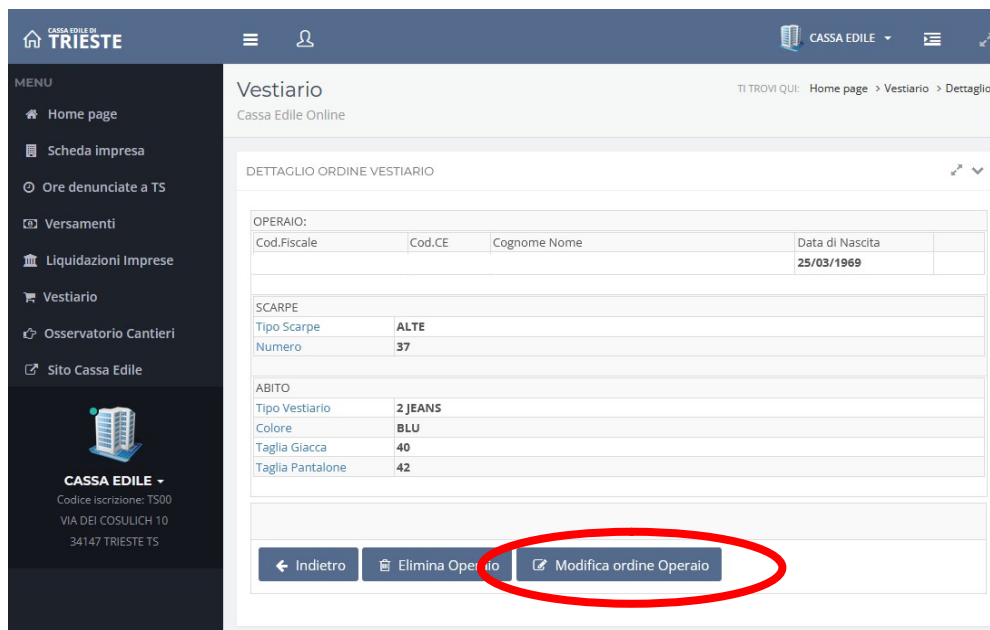 CASSA EDILE DI
TRIESTE
CASSA EDILE
MENU
Home page
Scheda impresa
Ore denunciate a TS
Versamenti
Liquidazioni Imprese
Vestiario
Osservatorio Cantieri
Sito Cassa Edile
CASSA EDILE
Codice iscrizione: TS00
VIA DEI COSULICH 10
34147 TRIESTE TS
Vestiario
Cassa Edile Online
TI TROVI QUI: Home page > Vestiario > Dettaglio
DETTAGLIO ORDINE VESTIARIO
OPERAIO:
Cod.Fiscale Cod.CE Cognome Nome Data di Nascita
25/03/1969
SCARPE
Tipo Scarpe ALTE
Numero 37
ABITO
Tipo Vestiario 2 JEANS
Colore BLU
Taglia Giacca 40
Taglia Pantalone 42
Indietro Elimina Operaio Modifica ordine Operaio